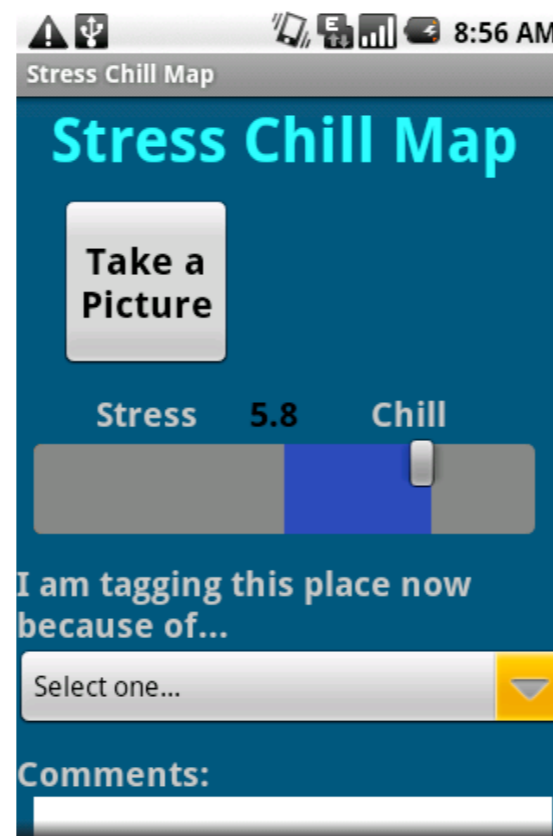 8:56 AM
Stress Chill Map
Stress Chill Map
Take a
Picture
Stress 5.8 Chill
I am tagging this place now
because of...
Select one...
Comments: